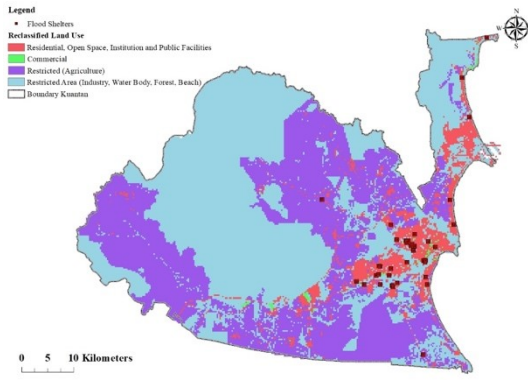 Legend
Flood Shelters
Reclassified Land Use
Residential, Open Space, Institution and Public Facilities
Commercial
Restricted (Agriculture)
Restricted Area (Industry, Water Body, Forest, Beach)
Boundary Kuantan
N
W E
S
0 5 10 Kilometers